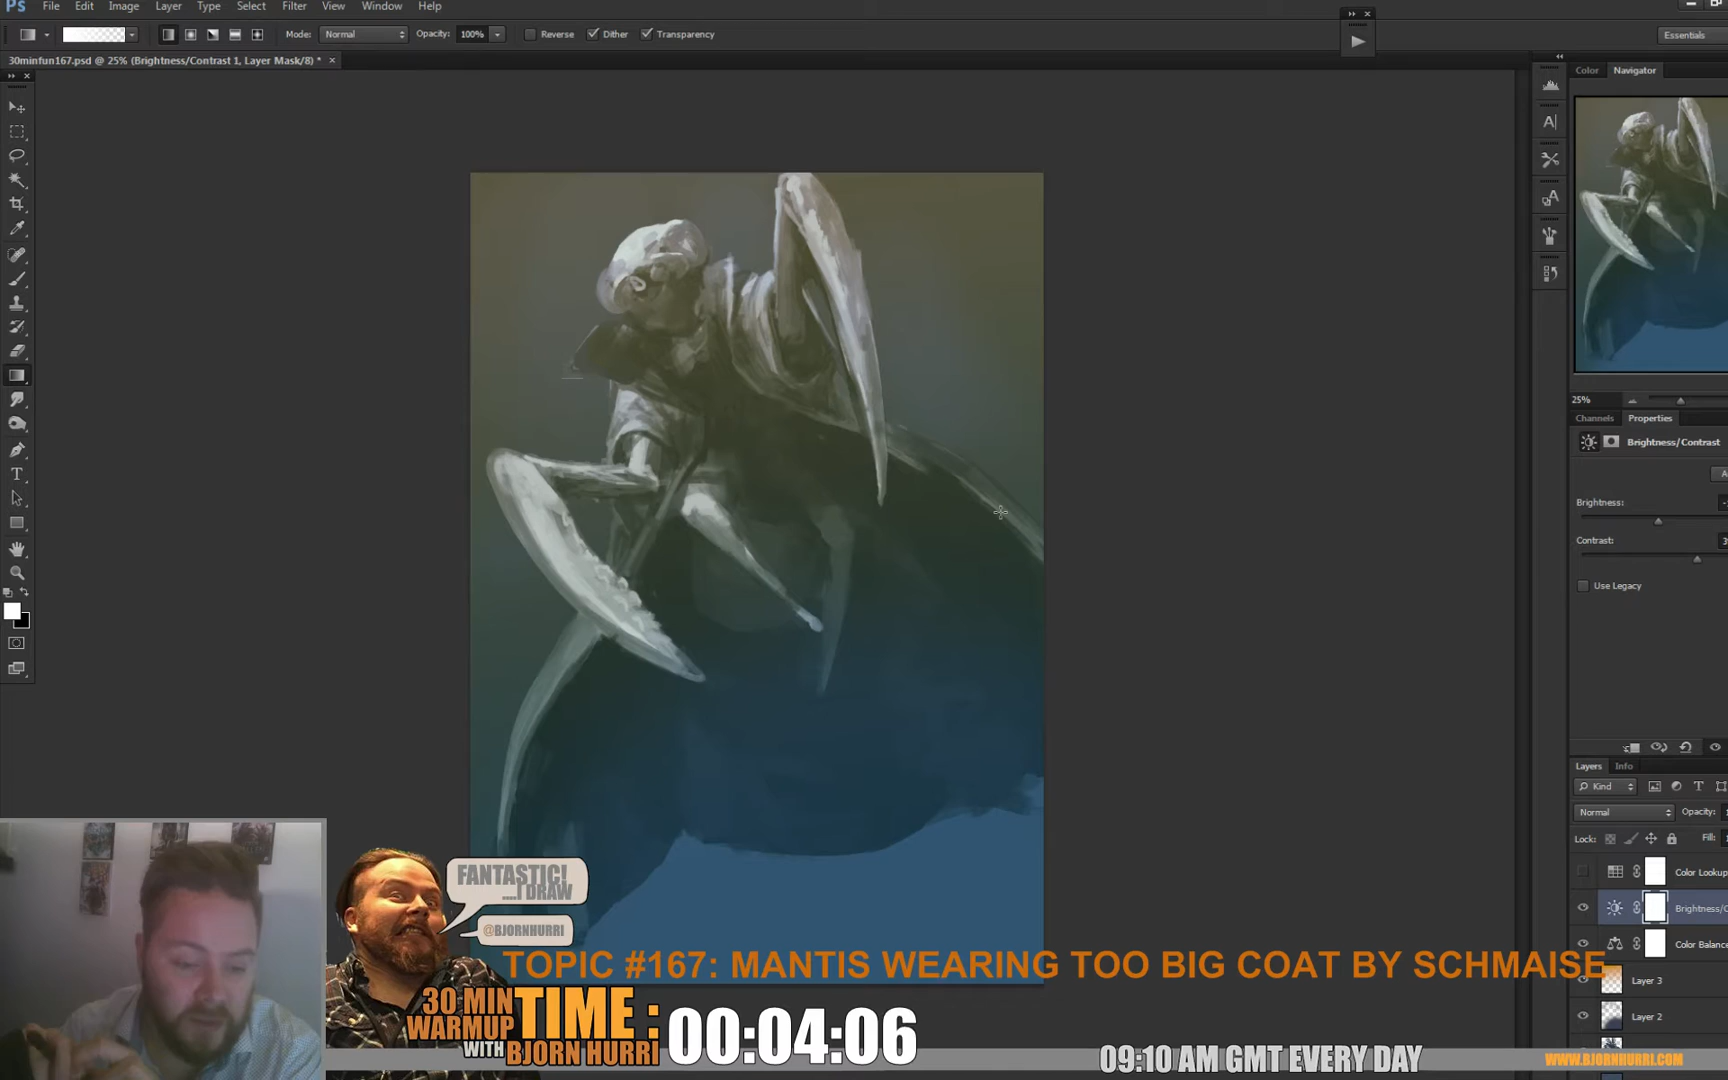 Ps File Edit Image Layer Type Select Filter View Window Help
Mode: Normal Opacity: 100% Reverse Dither Transparency Essentials
30minfun167.psd @ 25% (Brightness/Contrast 1, Layer Mask/8) *
Color Navigator
25%
Channels Properties
Brightness/Contrast
Brightness:
Contrast:
Use Legacy
Layers Info
Kind
Normal Opacity:
Lock: Fill:
Color Lookup
Brightness/C
Color Balance
Layer 3
Layer 2
FANTASTIC!
....I DRAW
@BJORNHURRI
TOPIC #167: MANTIS WEARING TOO BIG COAT BY SCHMAISE
30 MIN
WARMUP
WITH BJORN HURRI
TIME : 00:04:06
09:10 AM GMT EVERY DAY
WWW.BJORNHURRI.COM